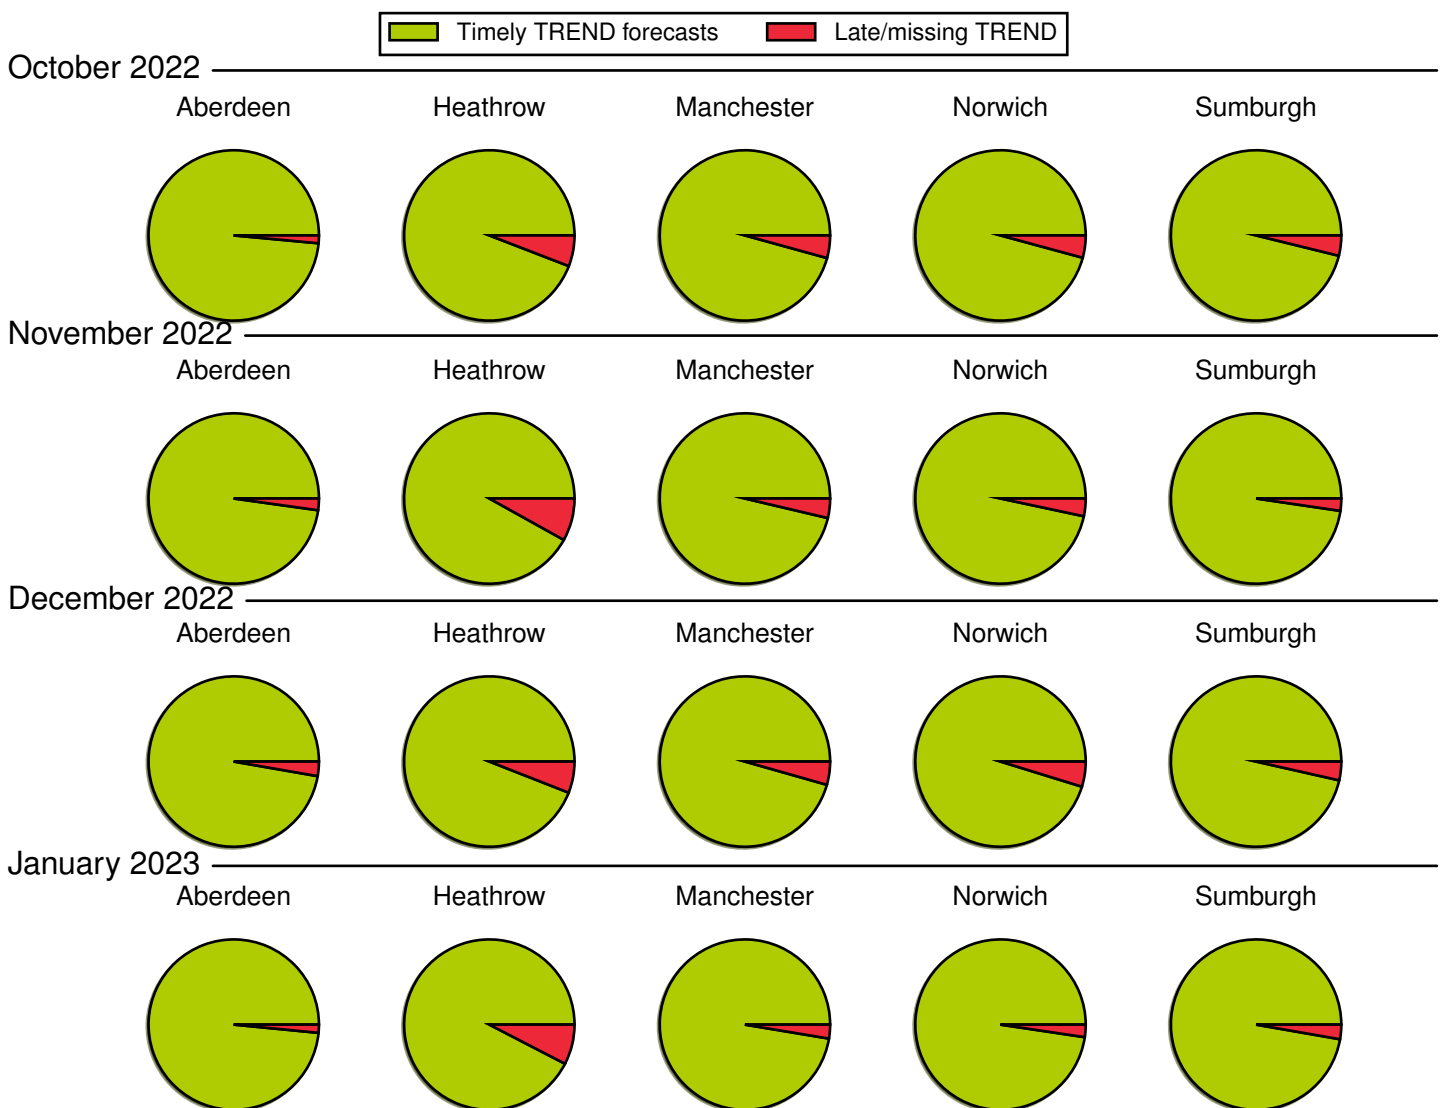 Timely TREND forecasts Late/missing TREND
October 2022
Aberdeen Heathrow Manchester Norwich Sumburgh
November 2022
Aberdeen Heathrow Manchester Norwich Sumburgh
December 2022
Aberdeen Heathrow Manchester Norwich Sumburgh
January 2023
Aberdeen Heathrow Manchester Norwich Sumburgh